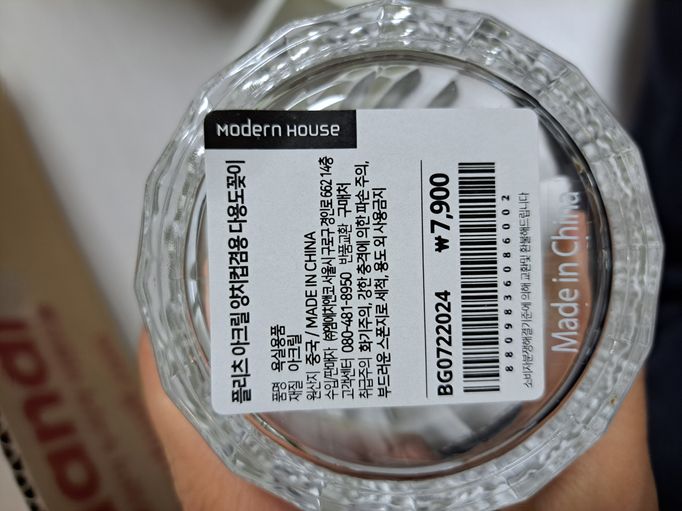 MODERN HOUSE
플리츠 아크릴 양치컵겸용 다용도꽂이
품명 욕실용품
재질 아크릴
원산지 중국 / MADE IN CHINA
수입/판매자 ㈜엠에이치앤코 서울시 구로구 경인로 662 14층
고객센터 080-481-8950 반품교환 구매처
취급주의 화기주의, 강한 충격에 의한 파손 주의,
부드러운 스폰지로 세척, 용도 외 사용금지
BG0722024 ₩7,900
8809836086002
소비자분쟁해결기준에 의해 교환및 환불해드립니다
Made in China